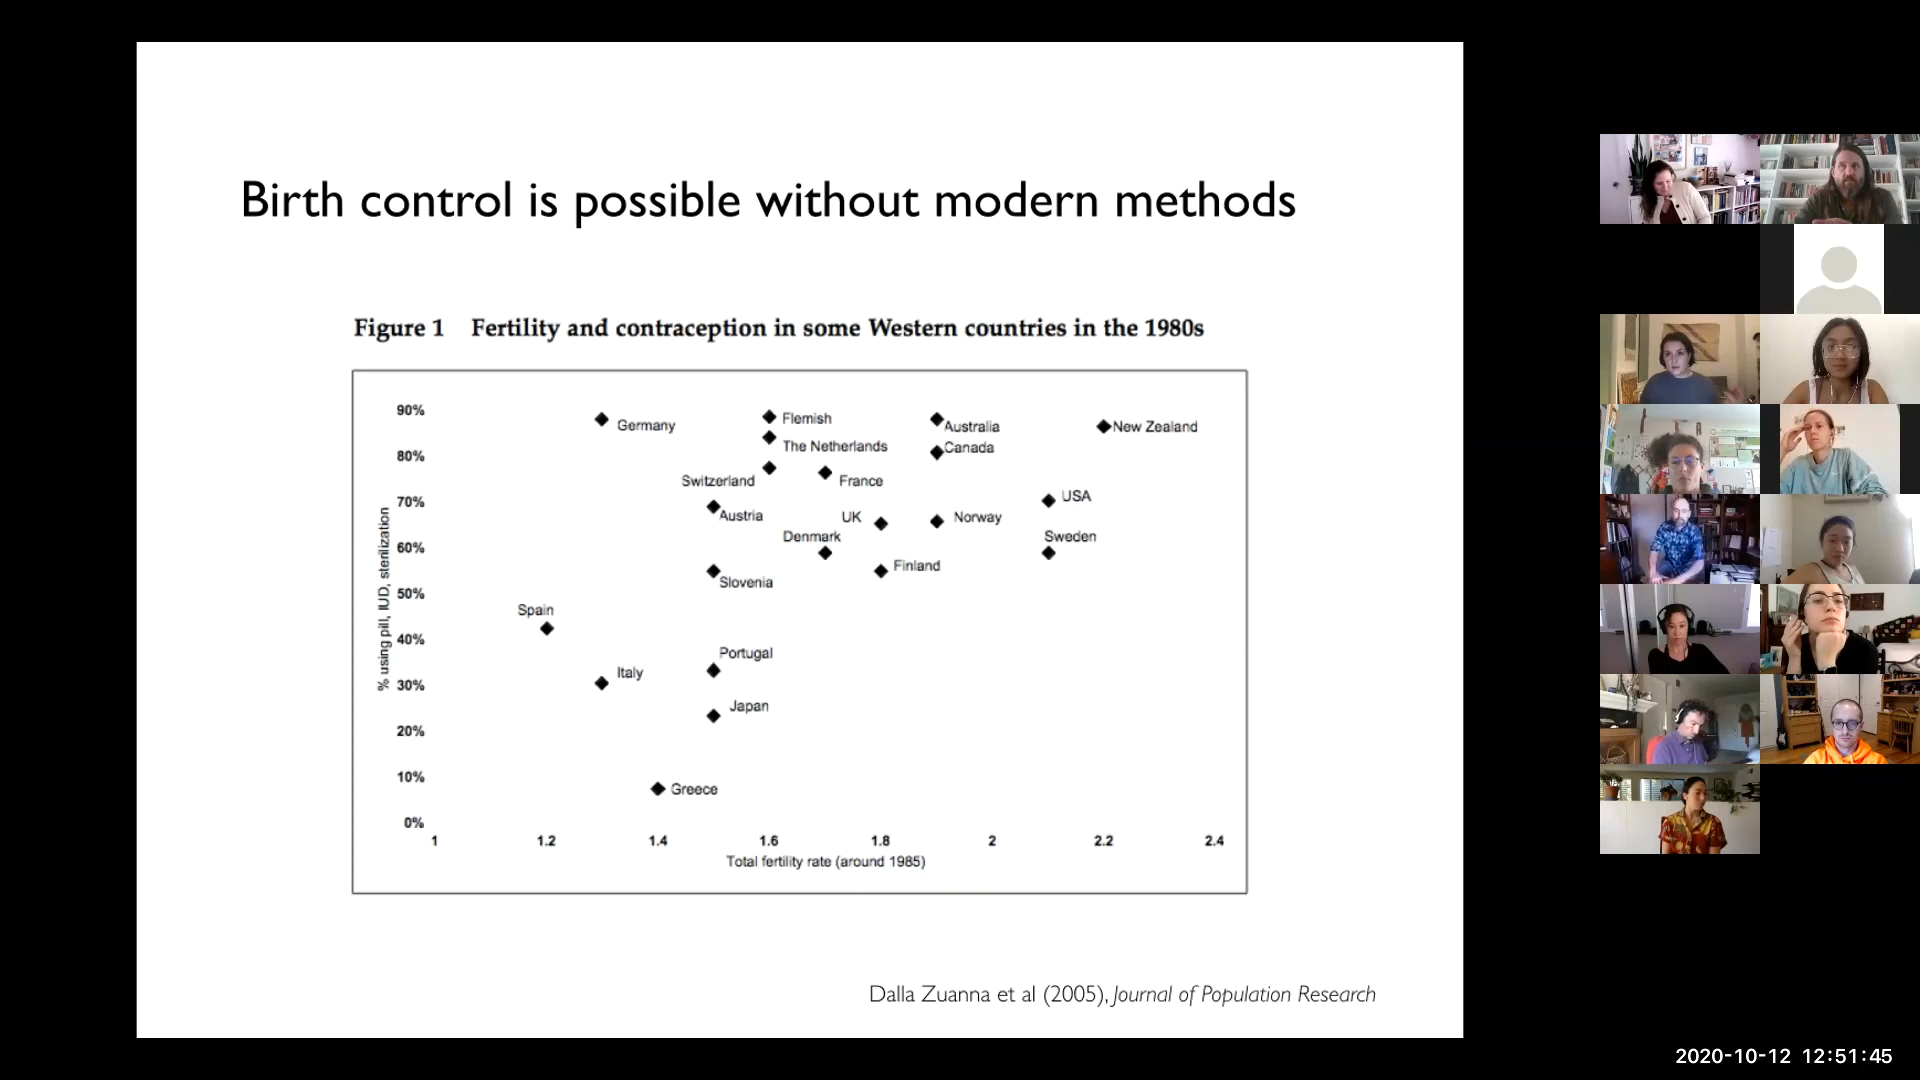 Birth control is possible without modern methods
Figure 1 Fertility and contraception in some Western countries in the 1980s
% using pill, IUD, sterilization
90%
80%
70%
60%
50%
40%
30%
20%
10%
0%
Germany
Flemish
The Netherlands
Australia
Canada
New Zealand
Switzerland
France
Austria
UK
Norway
USA
Denmark
Sweden
Slovenia
Finland
Spain
Portugal
Italy
Japan
Greece
1 1.2 1.4 1.6 1.8 2 2.2 2.4
Total fertility rate (around 1985)
Dalla Zuanna et al (2005), Journal of Population Research
2020-10-12 12:51:45